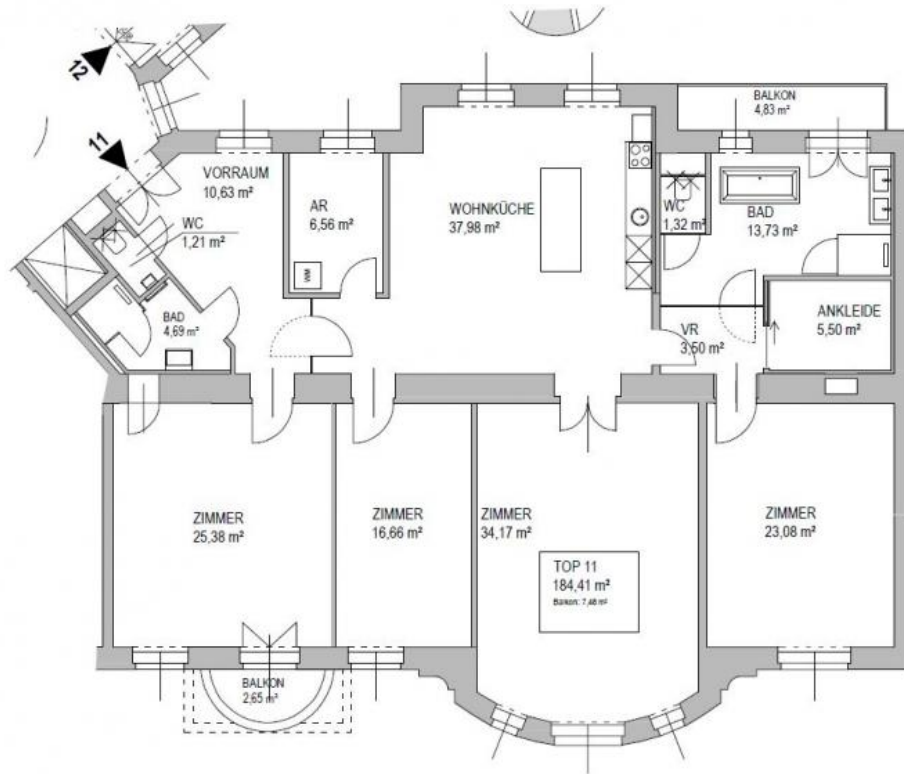 12
11
BALKON
4,83 m²
VORRAUM
10,63 m²
AR
6,56 m²
WM
WC
1,21 m²
WOHNKÜCHE
37,98 m²
WC
1,32 m²
BAD
13,73 m²
BAD
4,69 m²
VR
3,50 m²
ANKLEIDE
5,50 m²
ZIMMER
25,38 m²
ZIMMER
16,66 m²
ZIMMER
34,17 m²
ZIMMER
23,08 m²
TOP 11
184,41 m²
Balkon: 7,48 m²
BALKON
2,65 m²